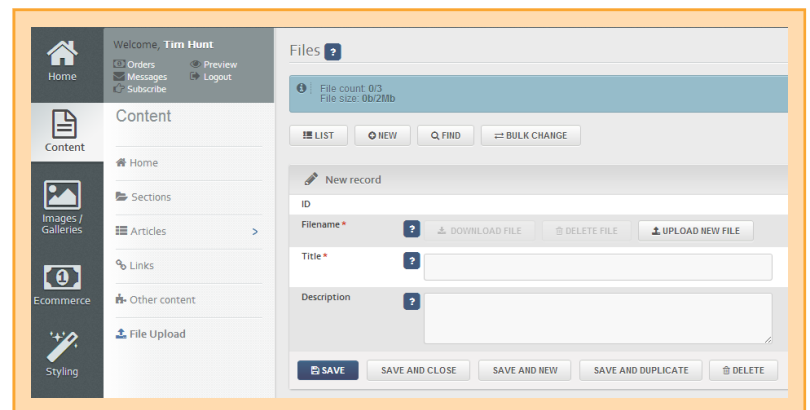 Home
Content
Images /
Galleries
Ecommerce
Styling
Welcome, Tim Hunt
Orders
Preview
Messages
Logout
Subscribe
Content
Home
Sections
Articles >
Links
Other content
File Upload
Files ?
File count: 0/3
File size: 0b/2Mb
LIST
NEW
FIND
BULK CHANGE
New record
ID
Filename * ? DOWNLOAD FILE DELETE FILE UPLOAD NEW FILE
Title * ?
Description ?
SAVE SAVE AND CLOSE SAVE AND NEW SAVE AND DUPLICATE DELETE